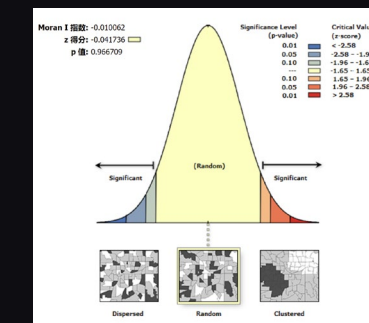 Moran I 指数: -0.010062
z 得分: -0.041736
p 值: 0.966709
Significance Level
(p-value)
Critical Value
(z-score)
0.01 < -2.58
0.05 -2.58 - -1.9
0.10 -1.96 - -1.6
--- -1.65 - 1.65
0.10 1.65 - 1.96
0.05 1.96 - 2.58
0.01 > 2.58
(Random)
Significant
Significant
Dispersed
Random
Clustered